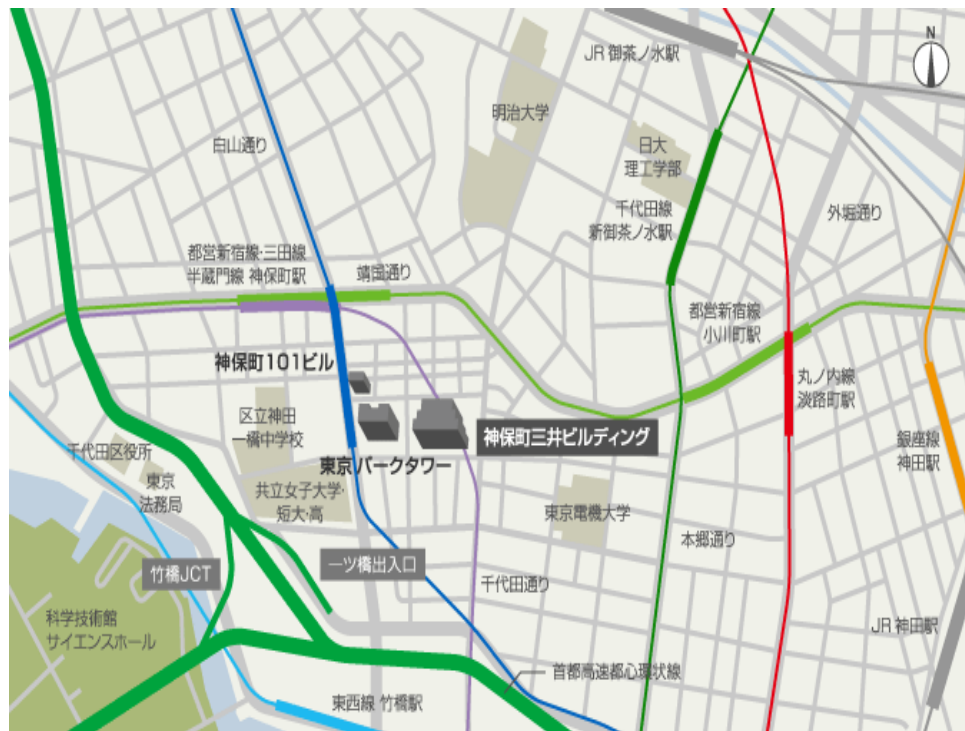 N
JR 御茶ノ水駅
明治大学
白山通り
日大
理工学部
千代田線
新御茶ノ水駅
外堀通り
都営新宿線･三田線
半蔵門線 神保町駅
靖国通り
都営新宿線
小川町駅
神保町101ビル
丸ノ内線
淡路町駅
区立神田
一橋中学校
神保町三井ビルディング
銀座線
神田駅
千代田区役所
東京パークタワー
東京
法務局
共立女子大学･
短大･高
東京電機大学
本郷通り
竹橋JCT
一ツ橋出入口
千代田通り
科学技術館
サイエンスホール
JR 神田駅
首都高速都心環状線
東西線 竹橋駅